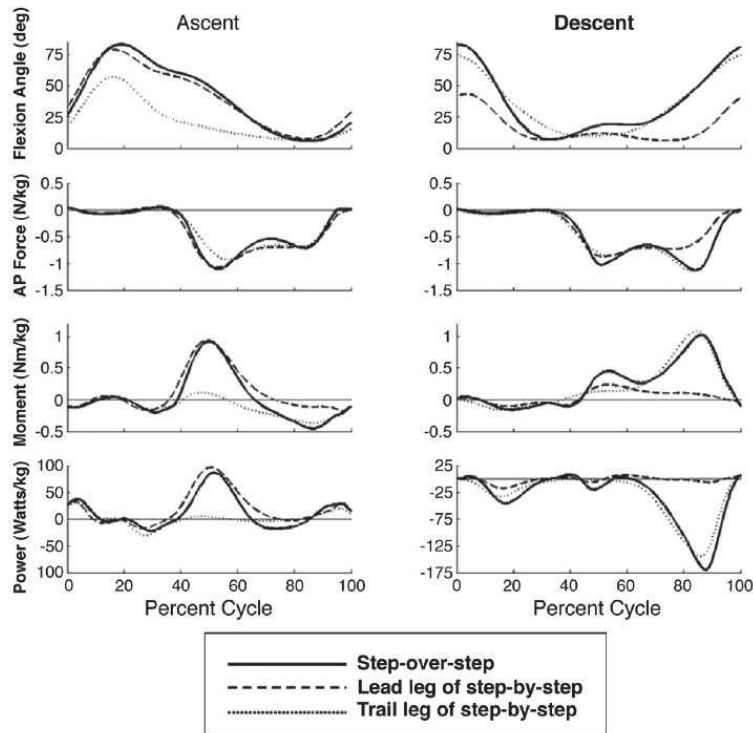 Ascent
Descent
Flexion Angle (deg)
75
50
25
0
75
50
25
0
AP Force (N/kg)
0.5
0
-0.5
-1
-1.5
0.5
0
-0.5
-1
-1.5
Moment (Nm/kg)
1
0.5
0
-0.5
1
0.5
0
-0.5
Power (Watts/kg)
100
50
0
50
100
25
-25
-75
-125
-175
0 20 40 60 80 100
0 20 40 60 80 100
Percent Cycle
Percent Cycle
Step-over-step
Lead leg of step-by-step
Trail leg of step-by-step